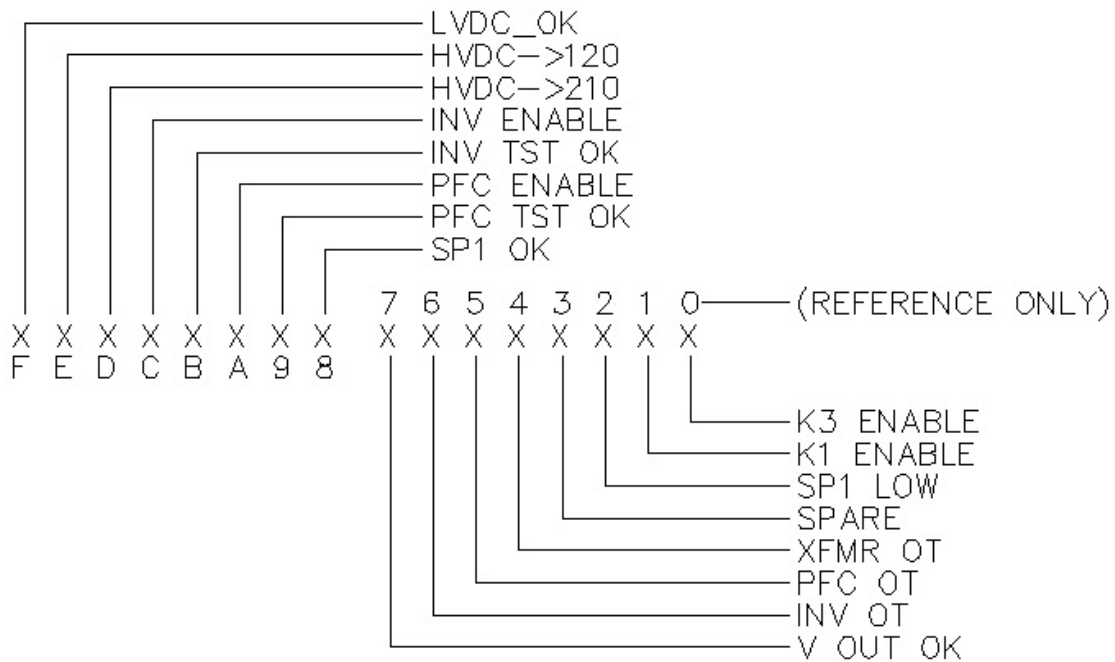 LVDC_OK
HVDC->120
HVDC->210
INV ENABLE
INV TST OK
PFC ENABLE
PFC TST OK
SP1 OK
7 6 5 4 3 2 1 0 (REFERENCE ONLY)
X X X X X X X X X X X X X X X X
F E D C B A 9 8
K3 ENABLE
K1 ENABLE
SP1 LOW
SPARE
XFMR OT
PFC OT
INV OT
V OUT OK